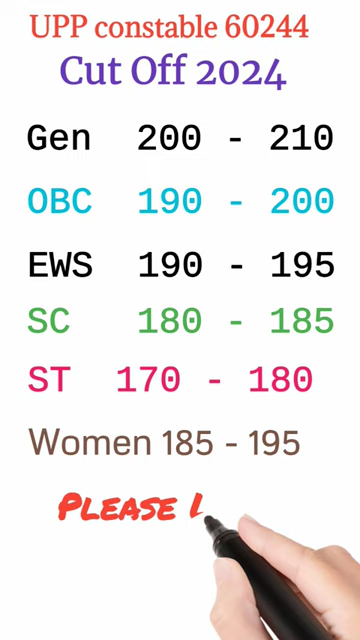 UPP constable 60244
Cut Off 2024
Gen 200 - 210
OBC 190 - 200
EWS 190 - 195
SC 180 - 185
ST 170 - 180
Women 185 - 195
PLEASE